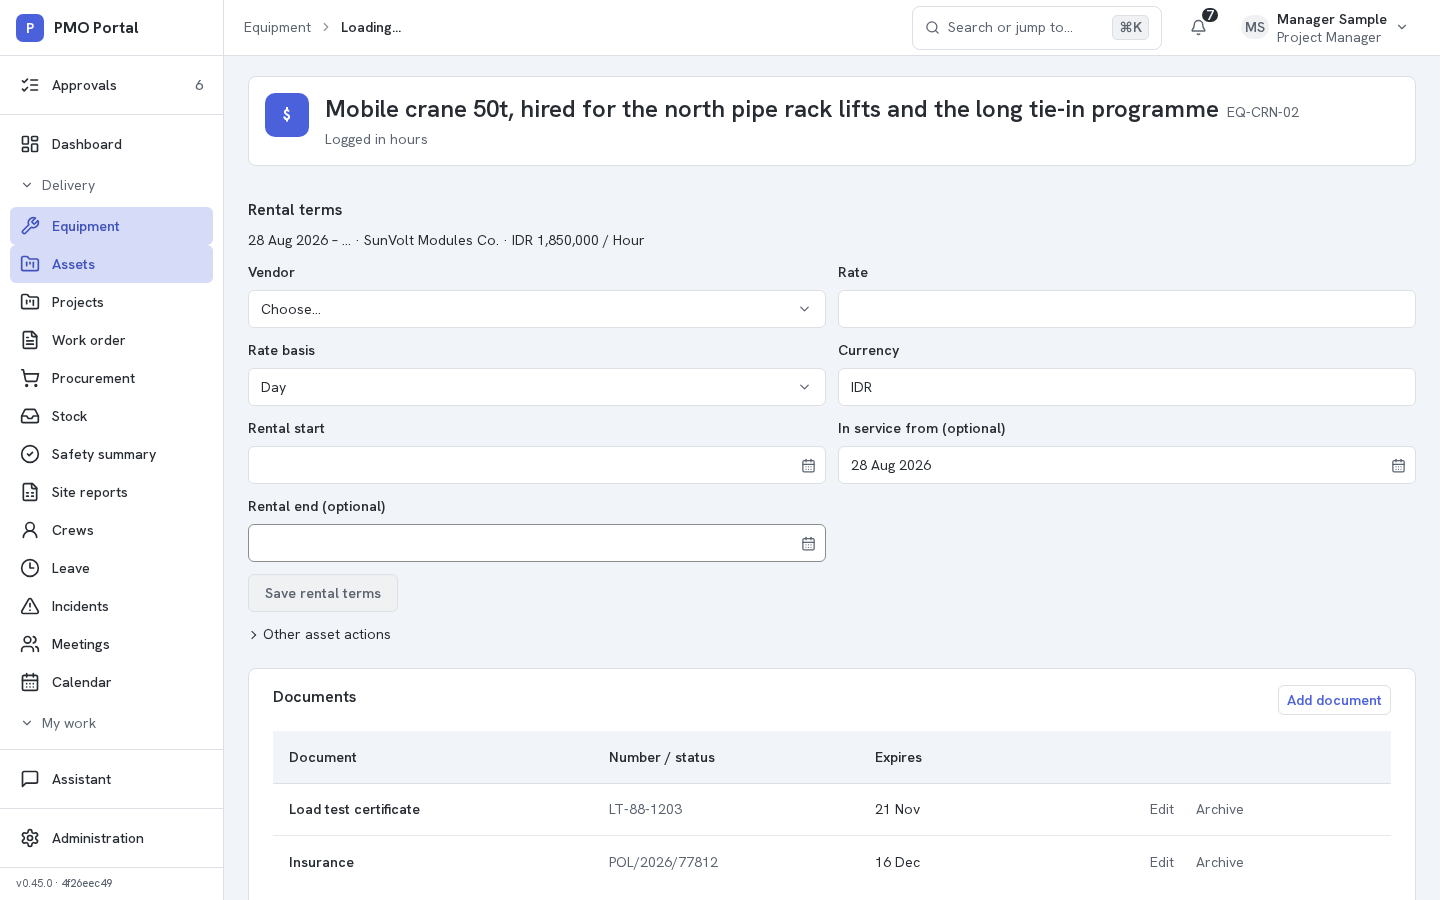 P PMO Portal
Equipment > Loading...
Search or jump to...
⌘K
7
MS
Manager Sample
Project Manager
Approvals 6
Dashboard
Delivery
Equipment
Assets
Projects
Work order
Procurement
Stock
Safety summary
Site reports
Crews
Leave
Incidents
Meetings
Calendar
My work
Assistant
Administration
v0.45.0 · 4f26eec49
$
Mobile crane 50t, hired for the north pipe rack lifts and the long tie-in programme EQ-CRN-02
Logged in hours
Rental terms
28 Aug 2026 – ... · SunVolt Modules Co. · IDR 1,850,000 / Hour
Vendor
Choose...
Rate
Rate basis
Day
Currency
IDR
Rental start
In service from (optional)
28 Aug 2026
Rental end (optional)
Save rental terms
Other asset actions
Documents
Add document
Document Number / status Expires
Load test certificate LT-88-1203 21 Nov Edit Archive
Insurance POL/2026/77812 16 Dec Edit Archive